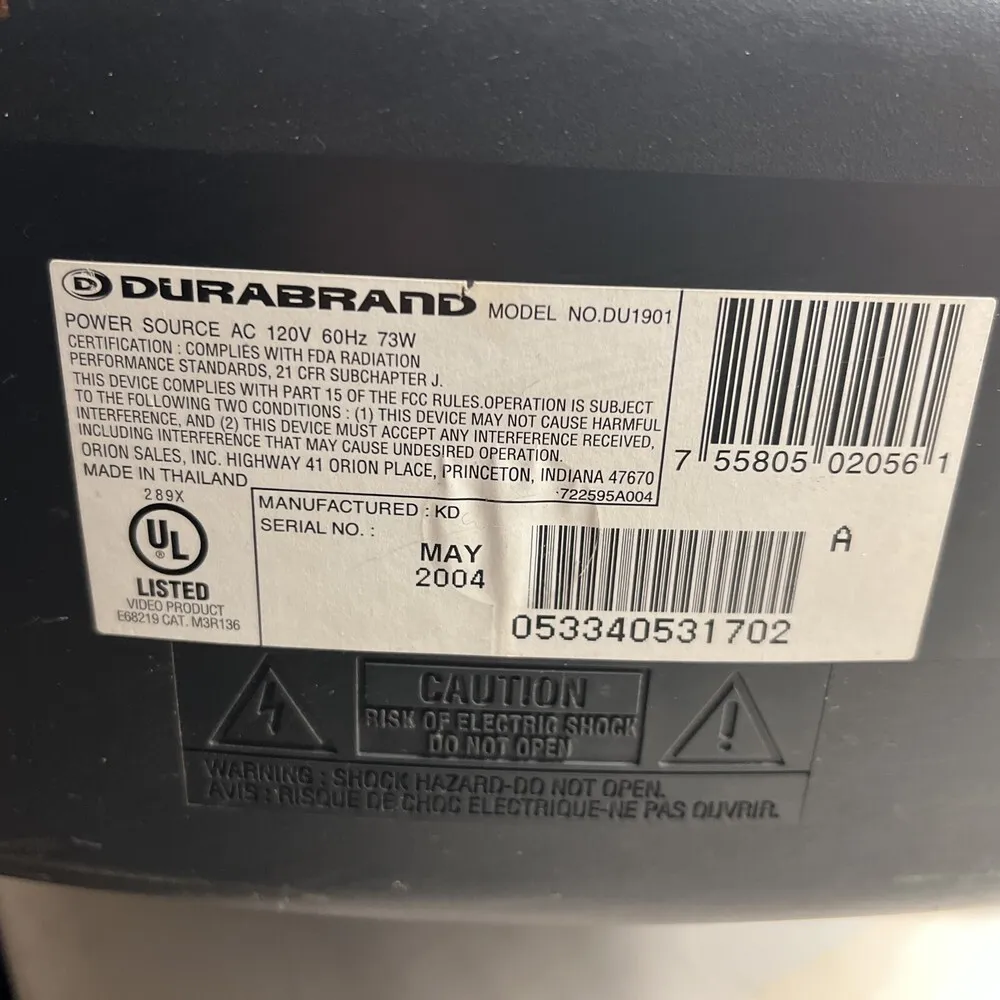 D DURABRAND MODEL NO.DU1901
POWER SOURCE AC 120V 60Hz 73W
CERTIFICATION : COMPLIES WITH FDA RADIATION
PERFORMANCE STANDARDS, 21 CFR SUBCHAPTER J.
THIS DEVICE COMPLIES WITH PART 15 OF THE FCC RULES.OPERATION IS SUBJECT
TO THE FOLLOWING TWO CONDITIONS : (1) THIS DEVICE MAY NOT CAUSE HARMFUL
INTERFERENCE, AND (2) THIS DEVICE MUST ACCEPT ANY INTERFERENCE RECEIVED,
INCLUDING INTERFERENCE THAT MAY CAUSE UNDESIRED OPERATION.
ORION SALES, INC. HIGHWAY 41 ORION PLACE, PRINCETON, INDIANA 47670
MADE IN THAILAND
722595A004
7 55805 02056 1
289X
UL
®
LISTED
VIDEO PRODUCT
E68219 CAT. M3R136
MANUFACTURED : KD
SERIAL NO. :
MAY
2004
A
053340531702
CAUTION
RISK OF ELECTRIC SHOCK
DO NOT OPEN
!
WARNING : SHOCK HAZARD-DO NOT OPEN.
AVIS : RISQUE DE CHOC ELECTRIQUE-NE PAS OUVRIR.